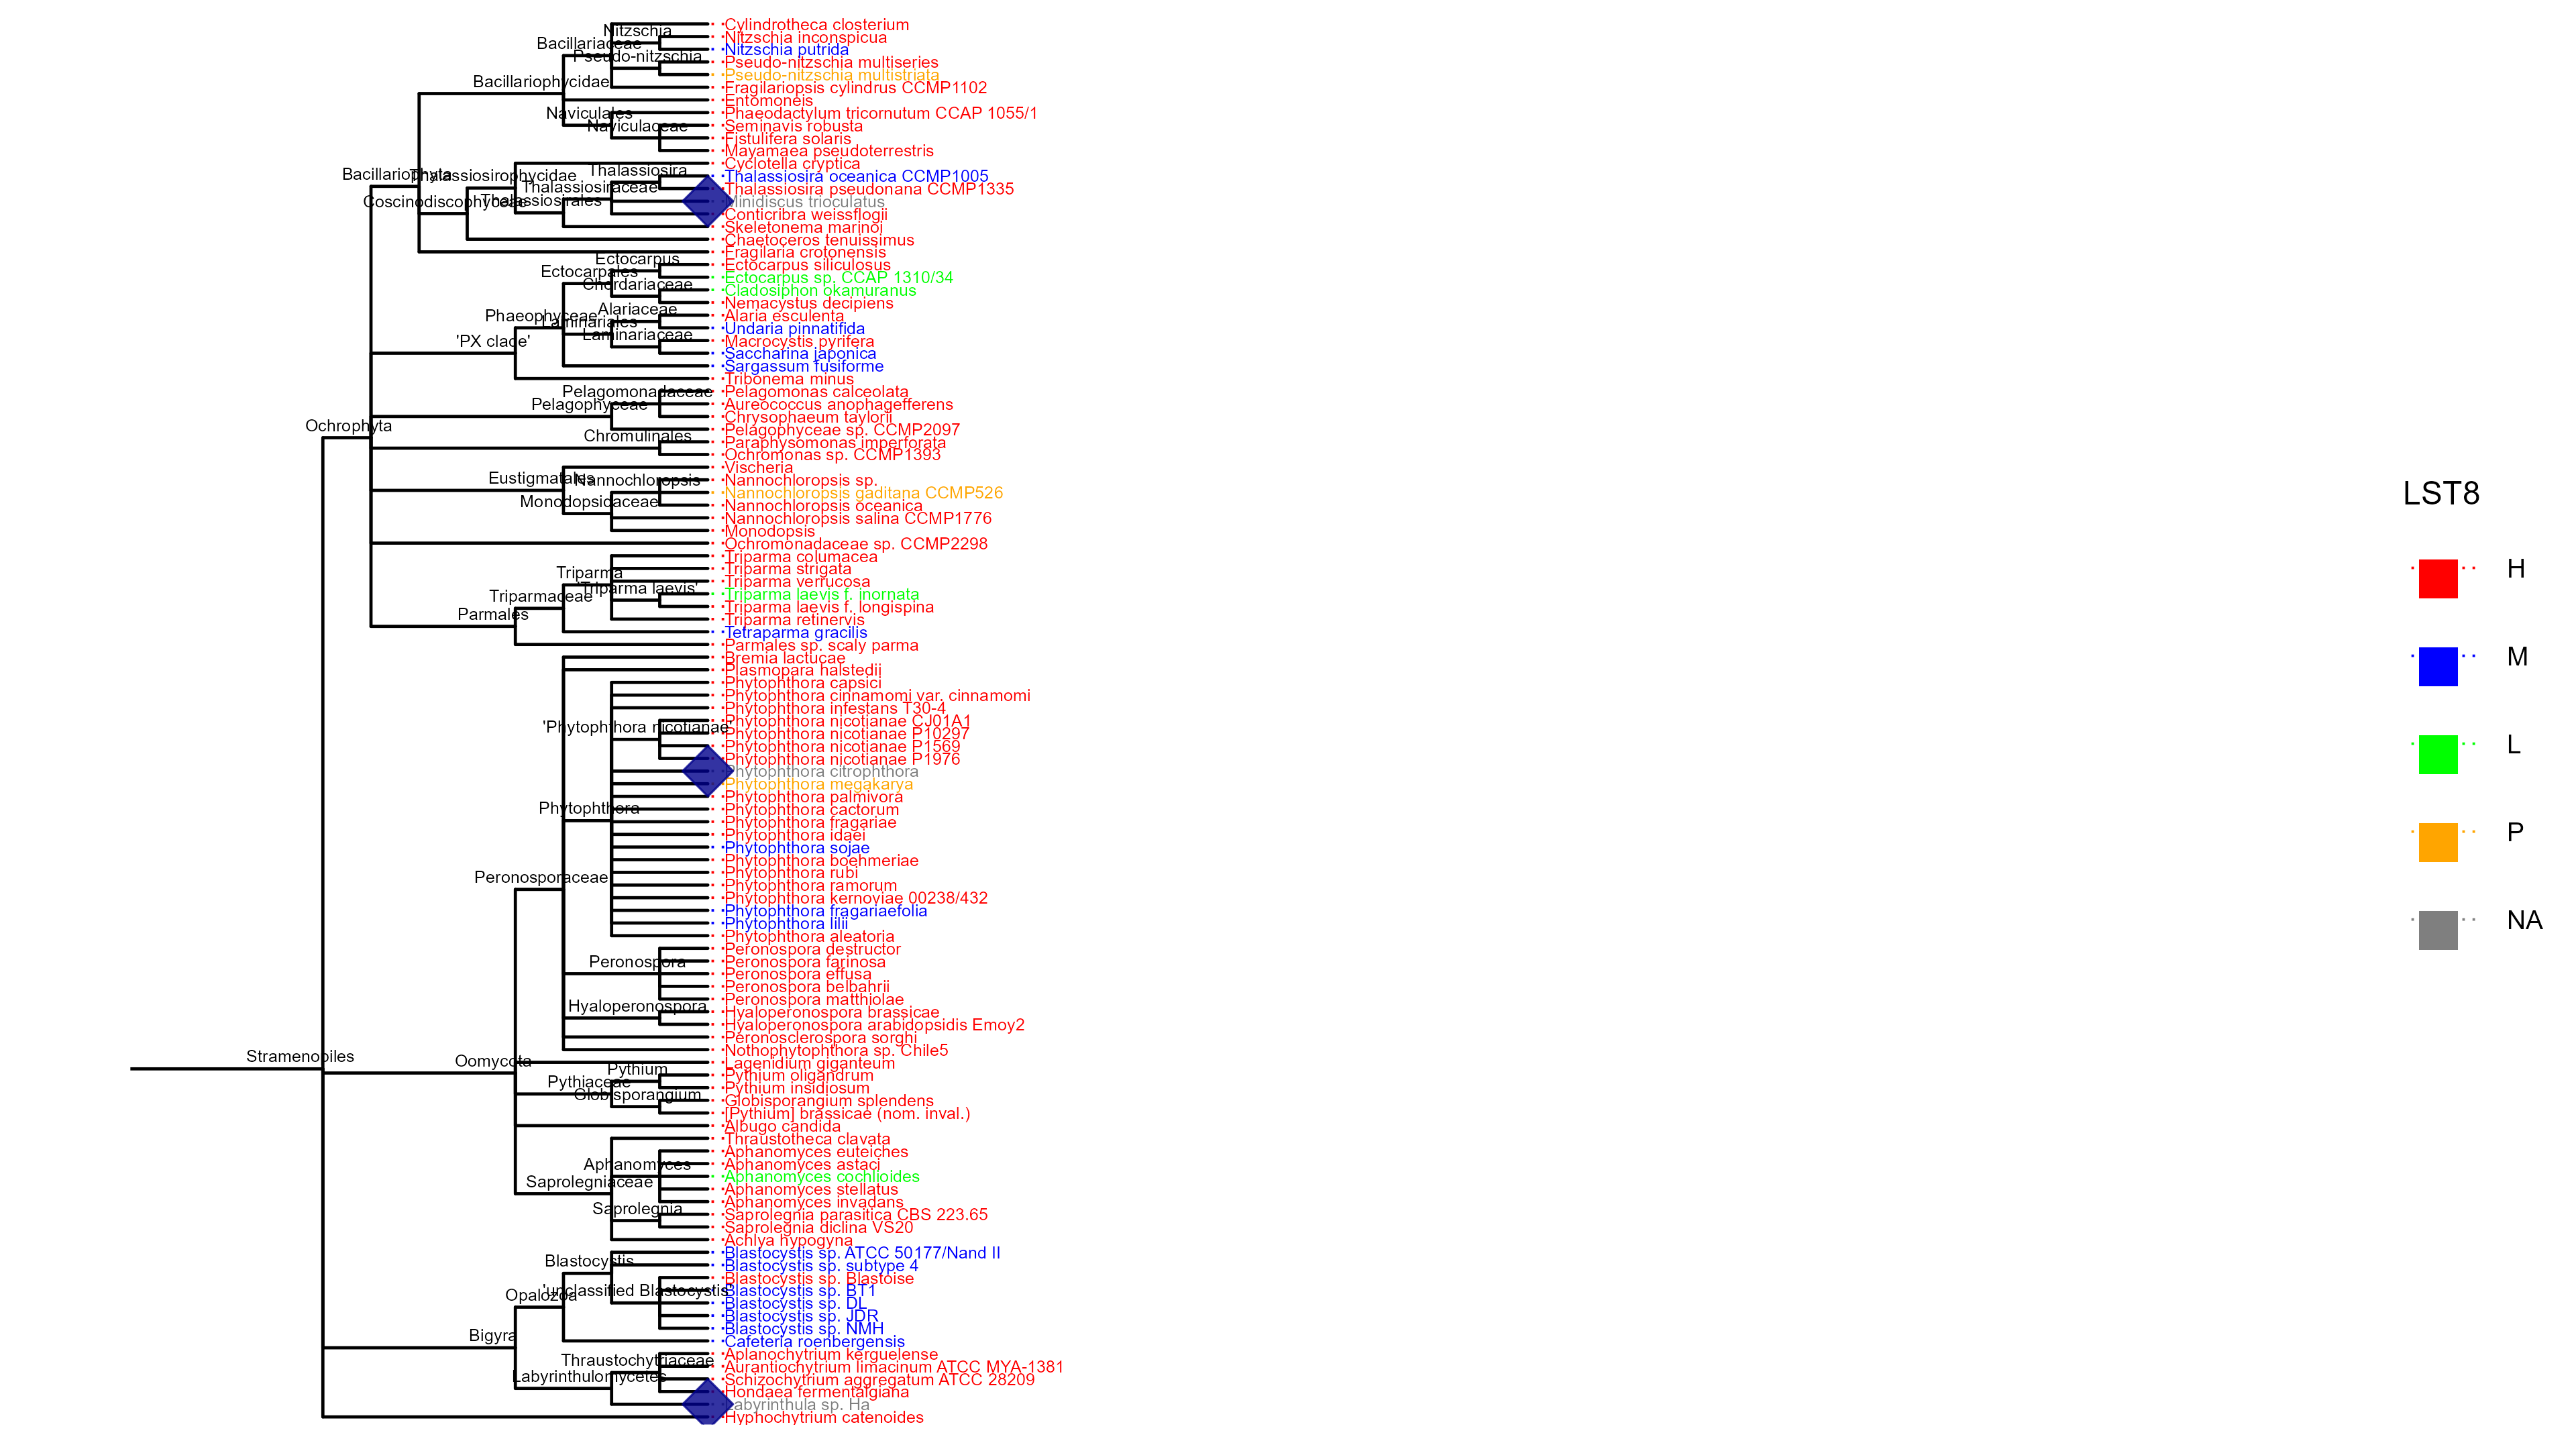 Cylindrotheca closterium
Nitzschia
Nitzschia inconspicua
Bacillariaceae
Nitzschia putrida
Pseudo-nitzschia
Pseudo-nitzschia multiseries
Pseudo-nitzschia multistriata
Bacillariophycidae
Fragilariopsis cylindrus CCMP1102
Entomoneis
Naviculales
Phaeodactylum tricornutum CCAP 1055/1
Naviculaceae
Seminavis robusta
Fistulifera solaris
Mayamaea pseudoterrestris
Cyclotella cryptica
Thalassiosira
Bacillariophyta
Thalassiosirophycidae
Thalassiosira oceanica CCMP1005
Thalassiosiraceae
Thalassiosira pseudonana CCMP1335
Coscinodiscophyceae
Thalassiosirales
Minidiscus trioculatus
Conticribra weissflogii
Skeletonema marinoi
Chaetoceros tenuissimus
Fragilaria crotonensis
Ectocarpus
Ectocarpus siliculosus
Ectocarpales
Ectocarpus sp. CCAP 1310/34
Chordariaceae
Cladosiphon okamuranus
Nemacystus decipiens
Alariaceae
Phaeophyceae
Alaria esculenta
Laminariales
Undaria pinnatifida
Laminariaceae
'PX clade'
Macrocystis pyrifera
Saccharina japonica
Sargassum fusiforme
Tribonema minus
Pelagomonadaceae
Pelagomonas calceolata
Pelagophyceae
Aureococcus anophagefferens
Chrysophaeum taylorii
Ochrophyta
Pelagophyceae sp. CCMP2097
Chromulinales
Paraphysomonas imperforata
Ochromonas sp. CCMP1393
Vischeria
Eustigmatales
Nannochloropsis
Nannochloropsis sp.
Nannochloropsis gaditana CCMP526
Monodopsidaceae
Nannochloropsis oceanica
Nannochloropsis salina CCMP1776
Monodopsis
Ochromonadaceae sp. CCMP2298
Triparma columacea
Triparma
Triparma strigata
Triparma verrucosa
'Triparma laevis'
Triparmaceae
Triparma laevis f. inornata
Parmales
Triparma laevis f. longispina
Triparma retinervis
Tetraparma gracilis
Parmales sp. scaly parma
Bremia lactucae
Plasmopara halstedii
Phytophthora capsici
Phytophthora cinnamomi var. cinnamomi
Phytophthora infestans T30-4
Phytophthora nicotianae CJ01A1
'Phytophthora nicotianae'
Phytophthora nicotianae P10297
Phytophthora nicotianae P1569
Phytophthora nicotianae P1976
Phytophthora citrophthora
Phytophthora megakarya
Phytophthora palmivora
Phytophthora
Phytophthora cactorum
Phytophthora fragariae
Phytophthora idaei
Phytophthora sojae
Phytophthora boehmeriae
Peronosporaceae
Phytophthora rubi
Phytophthora ramorum
Phytophthora kernoviae 00238/432
Phytophthora fragariaefolia
Phytophthora lilii
Phytophthora aleatoria
Peronospora destructor
Peronospora
Peronospora farinosa
Peronospora effusa
Peronospora belbahrii
Peronospora matthiolae
Hyaloperonospora
Hyaloperonospora brassicae
Hyaloperonospora arabidopsidis Emoy2
Peronosclerospora sorghi
Nothophytophthora sp. Chile5
Stramenopiles
Oomycota
Lagenidium giganteum
Pythium
Pythium oligandrum
Pythiaceae
Pythium insidiosum
Globisporangium
Globisporangium splendens
[Pythium] brassicae (nom. inval.)
Albugo candida
Thraustotheca clavata
Aphanomyces euteiches
Aphanomyces
Aphanomyces astaci
Saprolegniaceae
Aphanomyces cochlioides
Aphanomyces stellatus
Aphanomyces invadans
Saprolegnia
Saprolegnia parasitica CBS 223.65
Saprolegnia diclina VS20
Achlya hypogyna
Blastocystis
Blastocystis sp. ATCC 50177/Nand II
Blastocystis sp. subtype 4
Blastocystis sp. Blastoise
'unclassified Blastocystis'
Opalozoa
Blastocystis sp. BT1
Blastocystis sp. DL
Blastocystis sp. JDR
Blastocystis sp. NMH
Bigyra
Cafeteria roenbergensis
Aplanochytrium kerguelense
Thraustochytriaceae
Aurantiochytrium limacinum ATCC MYA-1381
Labyrinthulomycetes
Schizochytrium aggregatum ATCC 28209
Hondaea fermentalgiana
Labyrinthula sp. Ha
Hyphochytrium catenoides
LST8
H
M
L
P
NA